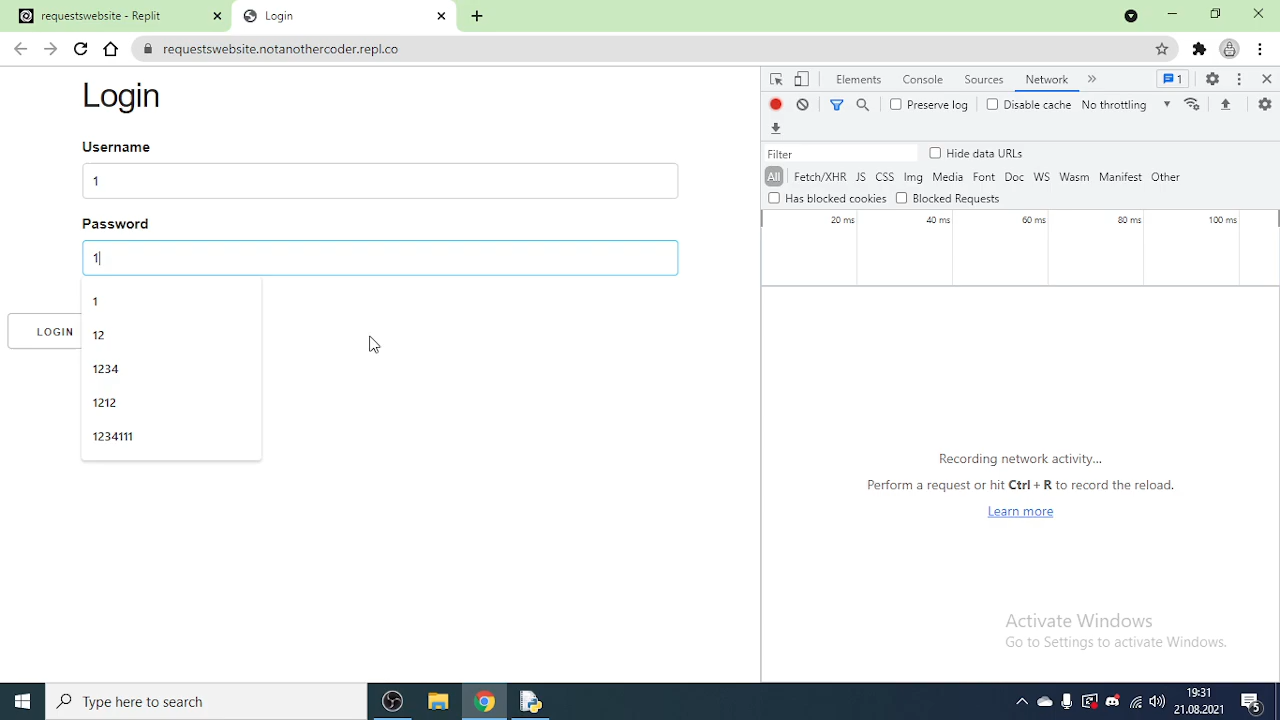 requestswebsite - Replit
Login
requestswebsite.notanothercoder.repl.co
Login
Username
1
Password
1
1
12
1234
1212
1234111
LOGIN
Elements Console Sources Network » 1
Preserve log Disable cache No throttling
Filter Hide data URLs
All Fetch/XHR JS CSS Img Media Font Doc WS Wasm Manifest Other
Has blocked cookies Blocked Requests
20 ms 40 ms 60 ms 80 ms 100 ms
Recording network activity...
Perform a request or hit Ctrl + R to record the reload.
Learn more
Activate Windows
Go to Settings to activate Windows.
Type here to search
19:31
21.08.2021
5